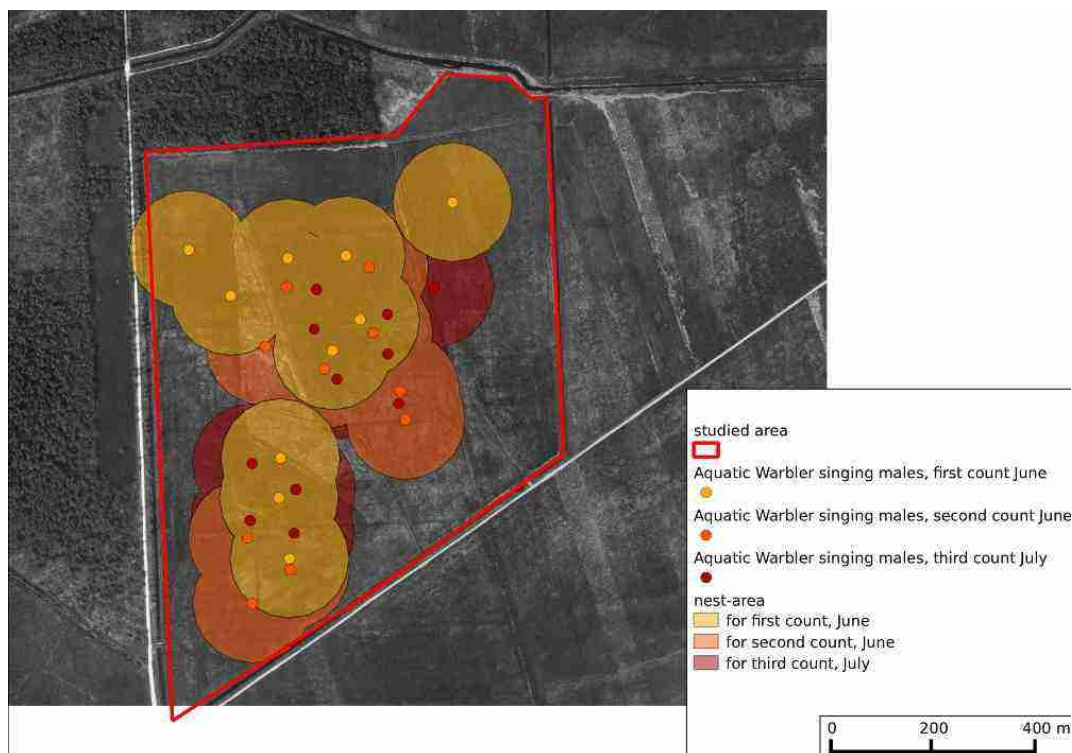 studied area
Aquatic Warbler singing males, first count June
Aquatic Warbler singing males, second count June
Aquatic Warbler singing males, third count July
nest-area
for first count, June
for second count, June
for third count, July
0 200 400 m